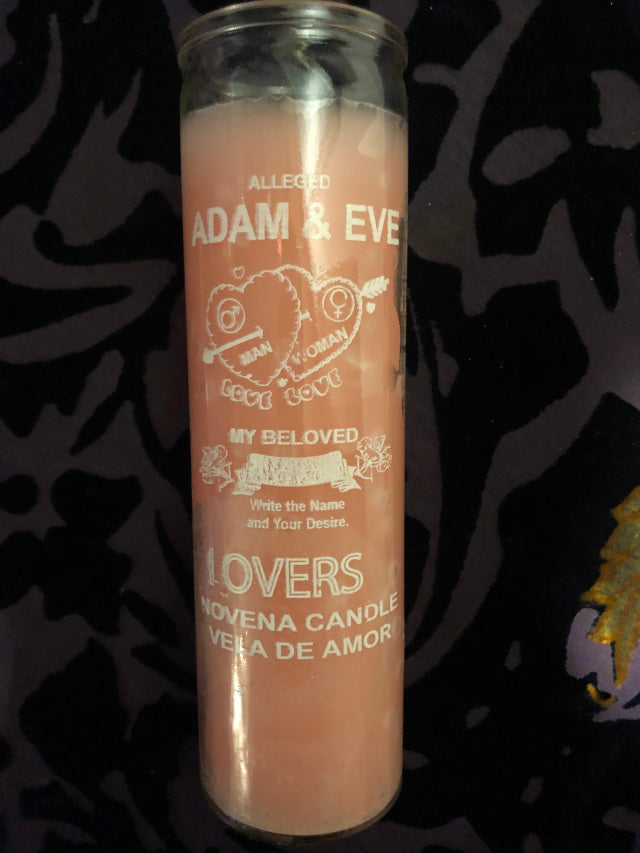 ALLEGED
ADAM & EVE
MAN WOMAN
LOVE LOVE
MY BELOVED
Write the Name
and Your Desire.
LOVERS
NOVENA CANDLE
VELA DE AMOR